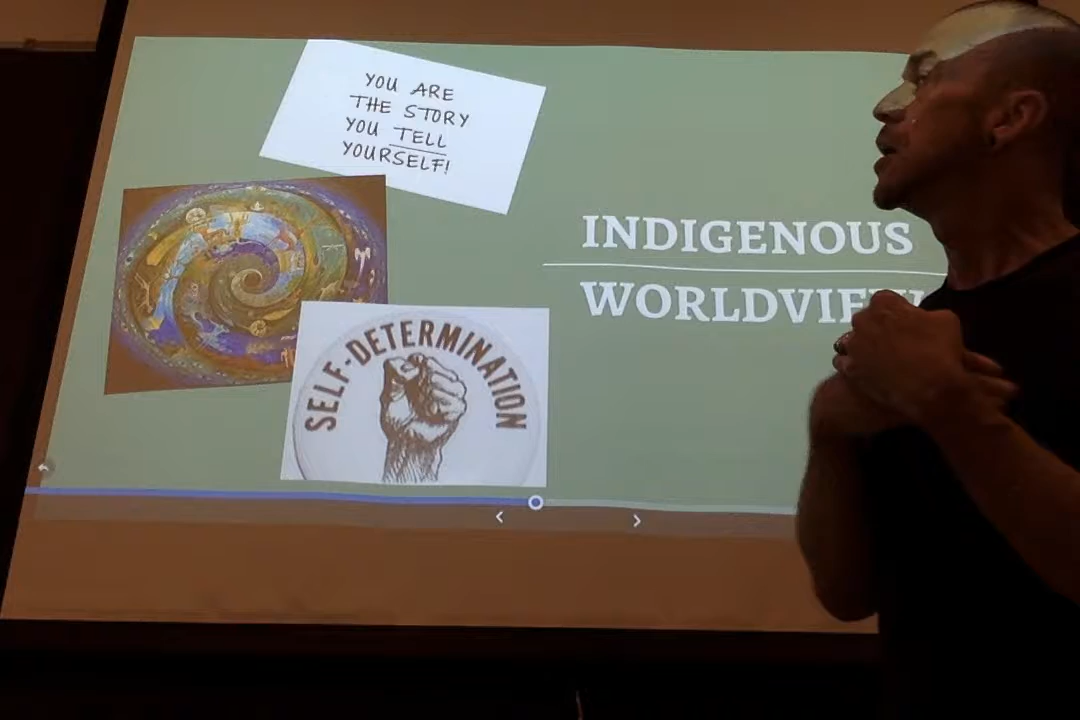 YOU ARE
THE STORY
YOU TELL
YOURSELF!
SELF-DETERMINATION
INDIGENOUS